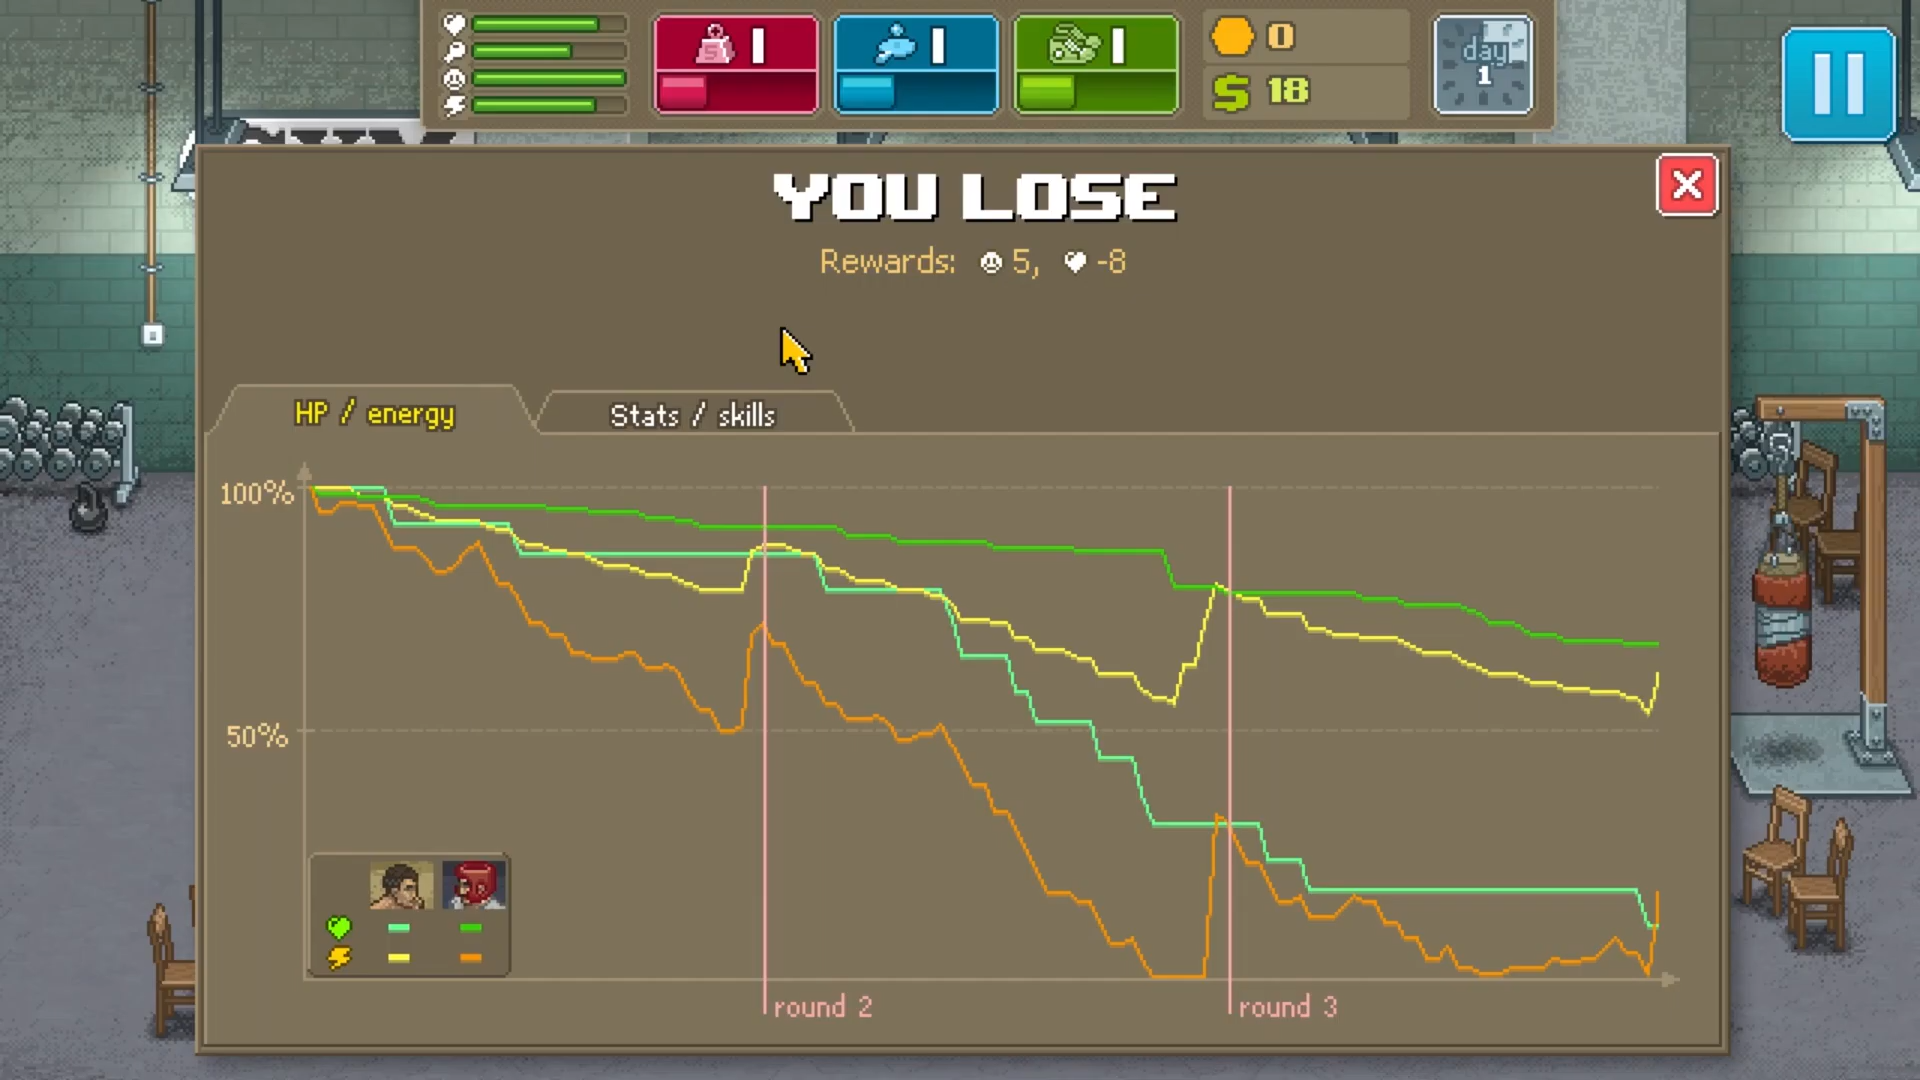 1
1
1
0
18
day
1
YOU LOSE
Rewards: 5, -8
HP / energy
Stats / skills
100%
50%
round 2
round 3